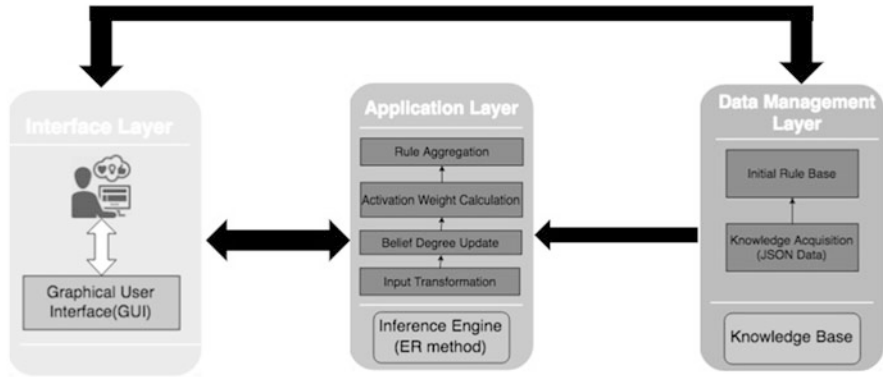 Interface Layer
Graphical User
Interface(GUI)
Application Layer
Rule Aggregation
Activation Weight Calculation
Belief Degree Update
Input Transformation
Inference Engine
(ER method)
Data Management
Layer
Initial Rule Base
Knowledge Acquisition
(JSON Data)
Knowledge Base